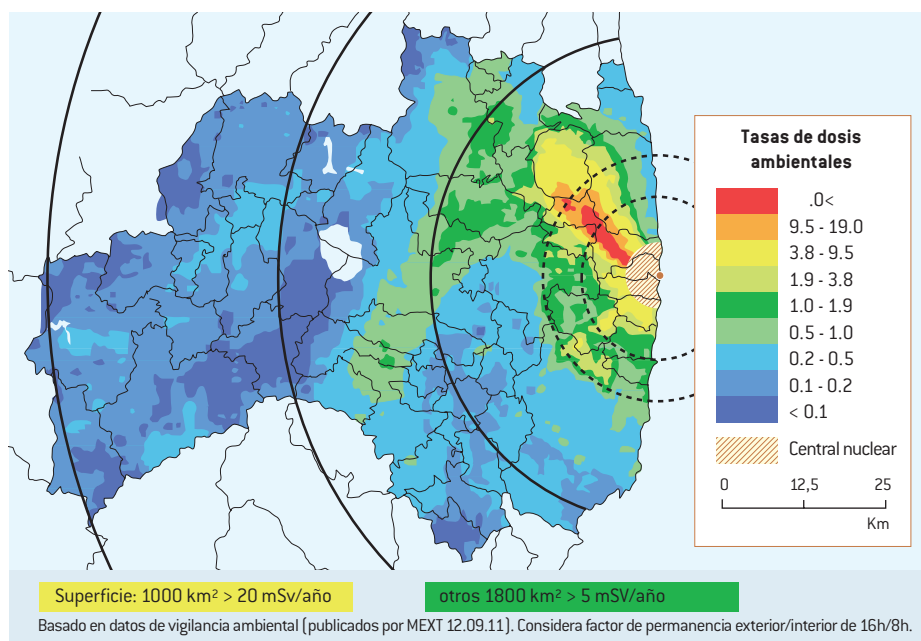 Tasas de dosis
ambientales
.0<
9.5 - 19.0
3.8 - 9.5
1.9 - 3.8
1.0 - 1.9
0.5 - 1.0
0.2 - 0.5
0.1 - 0.2
< 0.1
Central nuclear
0 12,5 25
Km
Superficie: 1000 km² > 20 mSv/año
otros 1800 km² > 5 mSV/año
Basado en datos de vigilancia ambiental (publicados por MEXT 12.09.11). Considera factor de permanencia exterior/interior de 16h/8h.